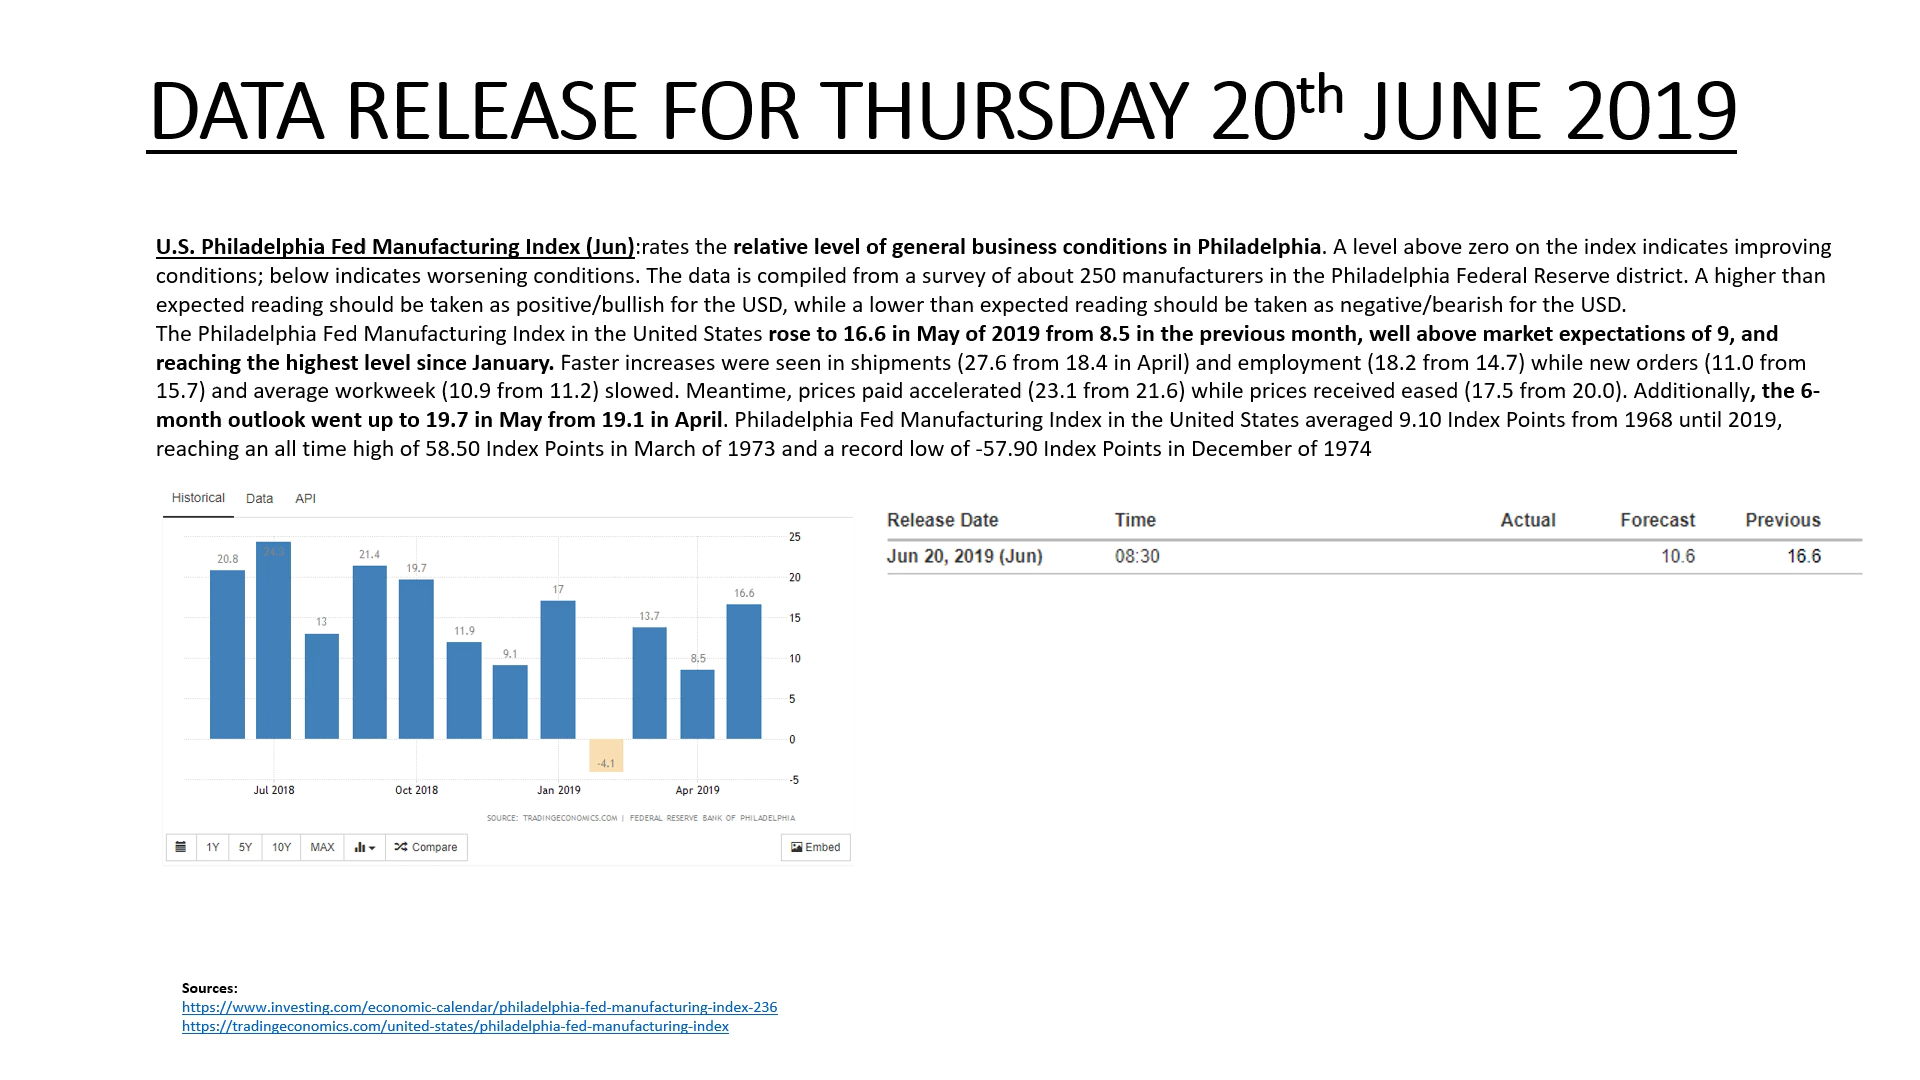 DATA RELEASE FOR THURSDAY 20th JUNE 2019
U.S. Philadelphia Fed Manufacturing Index (Jun):rates the relative level of general business conditions in Philadelphia. A level above zero on the index indicates improving
conditions; below indicates worsening conditions. The data is compiled from a survey of about 250 manufacturers in the Philadelphia Federal Reserve district. A higher than
expected reading should be taken as positive/bullish for the USD, while a lower than expected reading should be taken as negative/bearish for the USD.
The Philadelphia Fed Manufacturing Index in the United States rose to 16.6 in May of 2019 from 8.5 in the previous month, well above market expectations of 9, and
reaching the highest level since January. Faster increases were seen in shipments (27.6 from 18.4 in April) and employment (18.2 from 14.7) while new orders (11.0 from
15.7) and average workweek (10.9 from 11.2) slowed. Meantime, prices paid accelerated (23.1 from 21.6) while prices received eased (17.5 from 20.0). Additionally, the 6-
month outlook went up to 19.7 in May from 19.1 in April. Philadelphia Fed Manufacturing Index in the United States averaged 9.10 Index Points from 1968 until 2019,
reaching an all time high of 58.50 Index Points in March of 1973 and a record low of -57.90 Index Points in December of 1974
Historical Data API
20.8 24.3 13 21.4 19.7 11.9 9.1 17 -4.1 13.7 8.5 16.6
25
20
15
10
5
0
-5
Jul 2018 Oct 2018 Jan 2019 Apr 2019
SOURCE: TRADINGECONOMICS.COM | FEDERAL RESERVE BANK OF PHILADELPHIA
1Y 5Y 10Y MAX Compare Embed
Release Date Time Actual Forecast Previous
Jun 20, 2019 (Jun) 08:30 10.6 16.6
Sources:
https://www.investing.com/economic-calendar/philadelphia-fed-manufacturing-index-236
https://tradingeconomics.com/united-states/philadelphia-fed-manufacturing-index